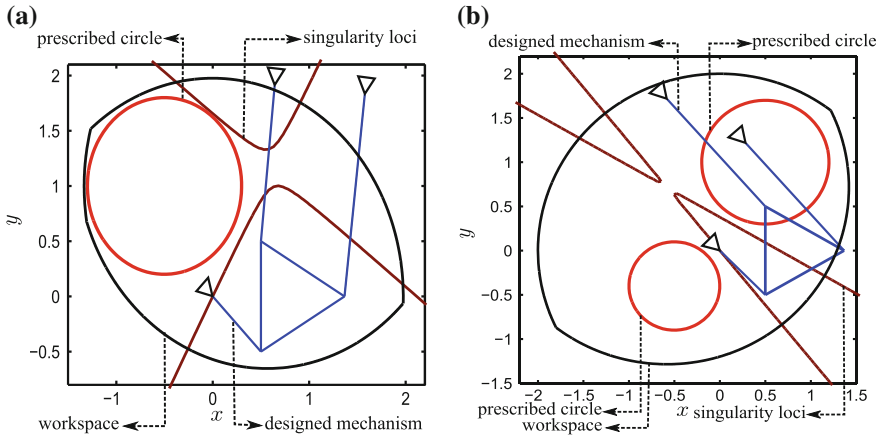 (a)
prescribed circle
singularity loci
2
1.5
1
0.5
0
−0.5
y
−1
0
1
2
x
workspace
designed mechanism
(b)
designed mechanism
prescribed circle
2
1.5
1
0.5
0
−0.5
−1
−1.5
y
−2
−1.5
−1
−0.5
0
0.5
1
1.5
x
prescribed circle
singularity loci
workspace